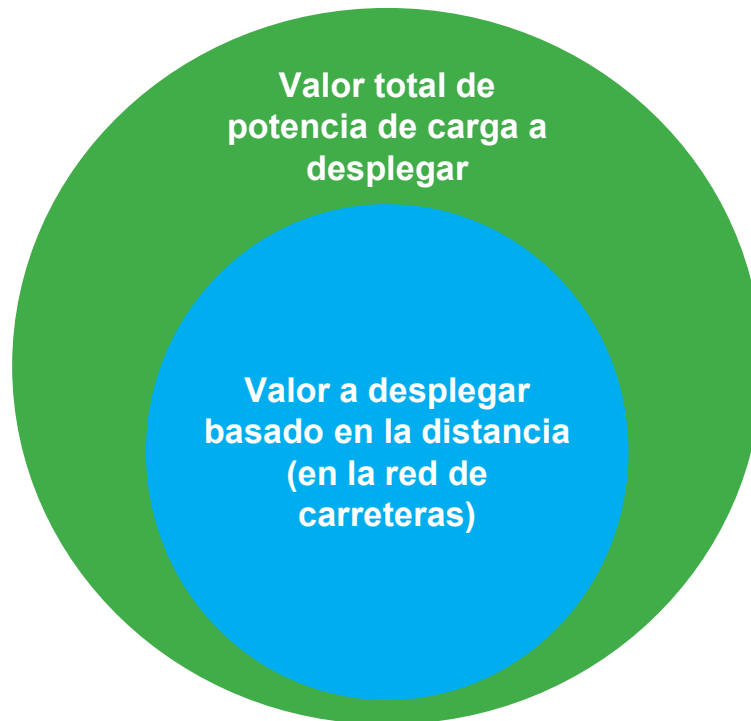 Valor total de
potencia de carga a
desplegar
Valor a desplegar
basado en la distancia
(en la red de
carreteras)